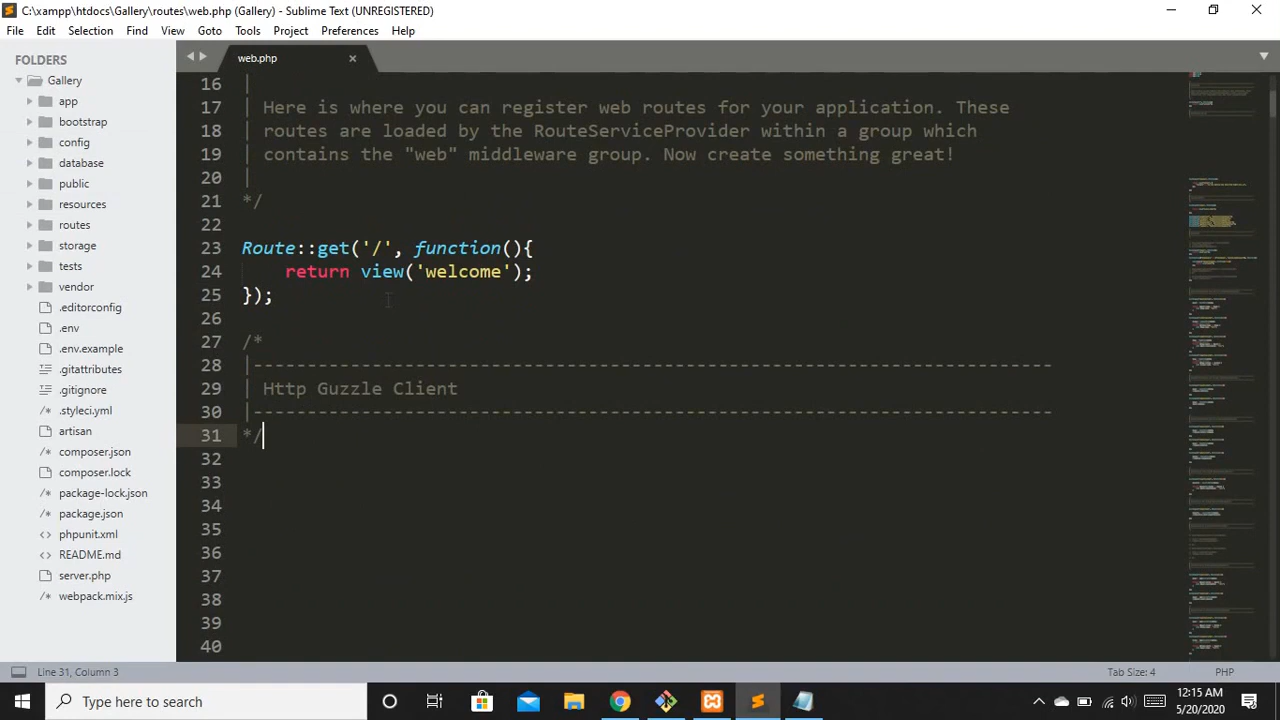 C:\xampp\htdocs\Gallery\routes\web.php (Gallery) - Sublime Text (UNREGISTERED)
File Edit Selection Find View Goto Tools Project Preferences Help
FOLDERS
Gallery
app
bootstrap
config
database
public
resources
routes
storage
tests
vendor
.editorconfig
.env
.env.example
.gitattributes
.gitignore
.styleci.yml
artisan
composer.json
composer.lock
package-lock.json
package.json
phpunit.xml
README.md
server.php
webpack.mix.js
web.php
16 |
17 | Here is where you can register web routes for your application. These
18 | routes are loaded by the RouteServiceProvider within a group which
19 | contains the "web" middleware group. Now create something great!
20 |
21 */
22
23 Route::get('/', function(){
24 return view('welcome');
25 });
26
27 /*
28 |--------------------------------------------------------------------------
29 | Http Guzzle Client
30 |--------------------------------------------------------------------------
31 */
32
33
34
35
36
37
38
39
40
Line 31, Column 3
Tab Size: 4
PHP
Type here to search
12:15 AM
5/20/2020